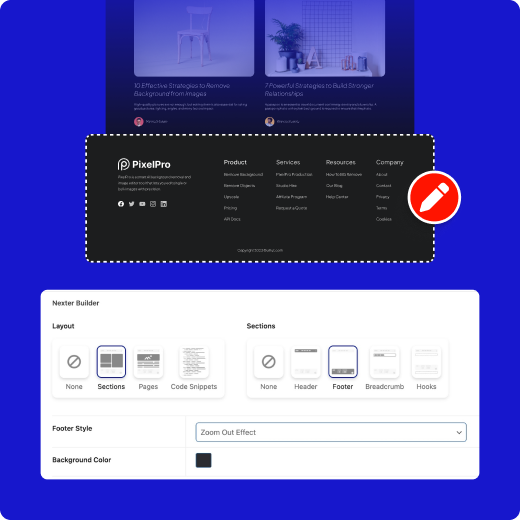 10 Effective Strategies to Remove
Background from Images
7 Powerful Strategies to Build Stronger
Relationships
PixelPro
Product
Services
Resources
Company
Remove Background
PixelPro Production
How to BG Remove
About
Remove Objects
Studio Hire
Our Blog
Contact
Upscale
Affiliate Program
Help Center
Privacy
Pricing
Request a Quote
Terms
API Docs
Cookies
Nexter Builder
Layout
Sections
None
Sections
Pages
Code Snippets
None
Header
Footer
Breadcrumb
Hooks
Footer Style
Zoom Out Effect
Background Color